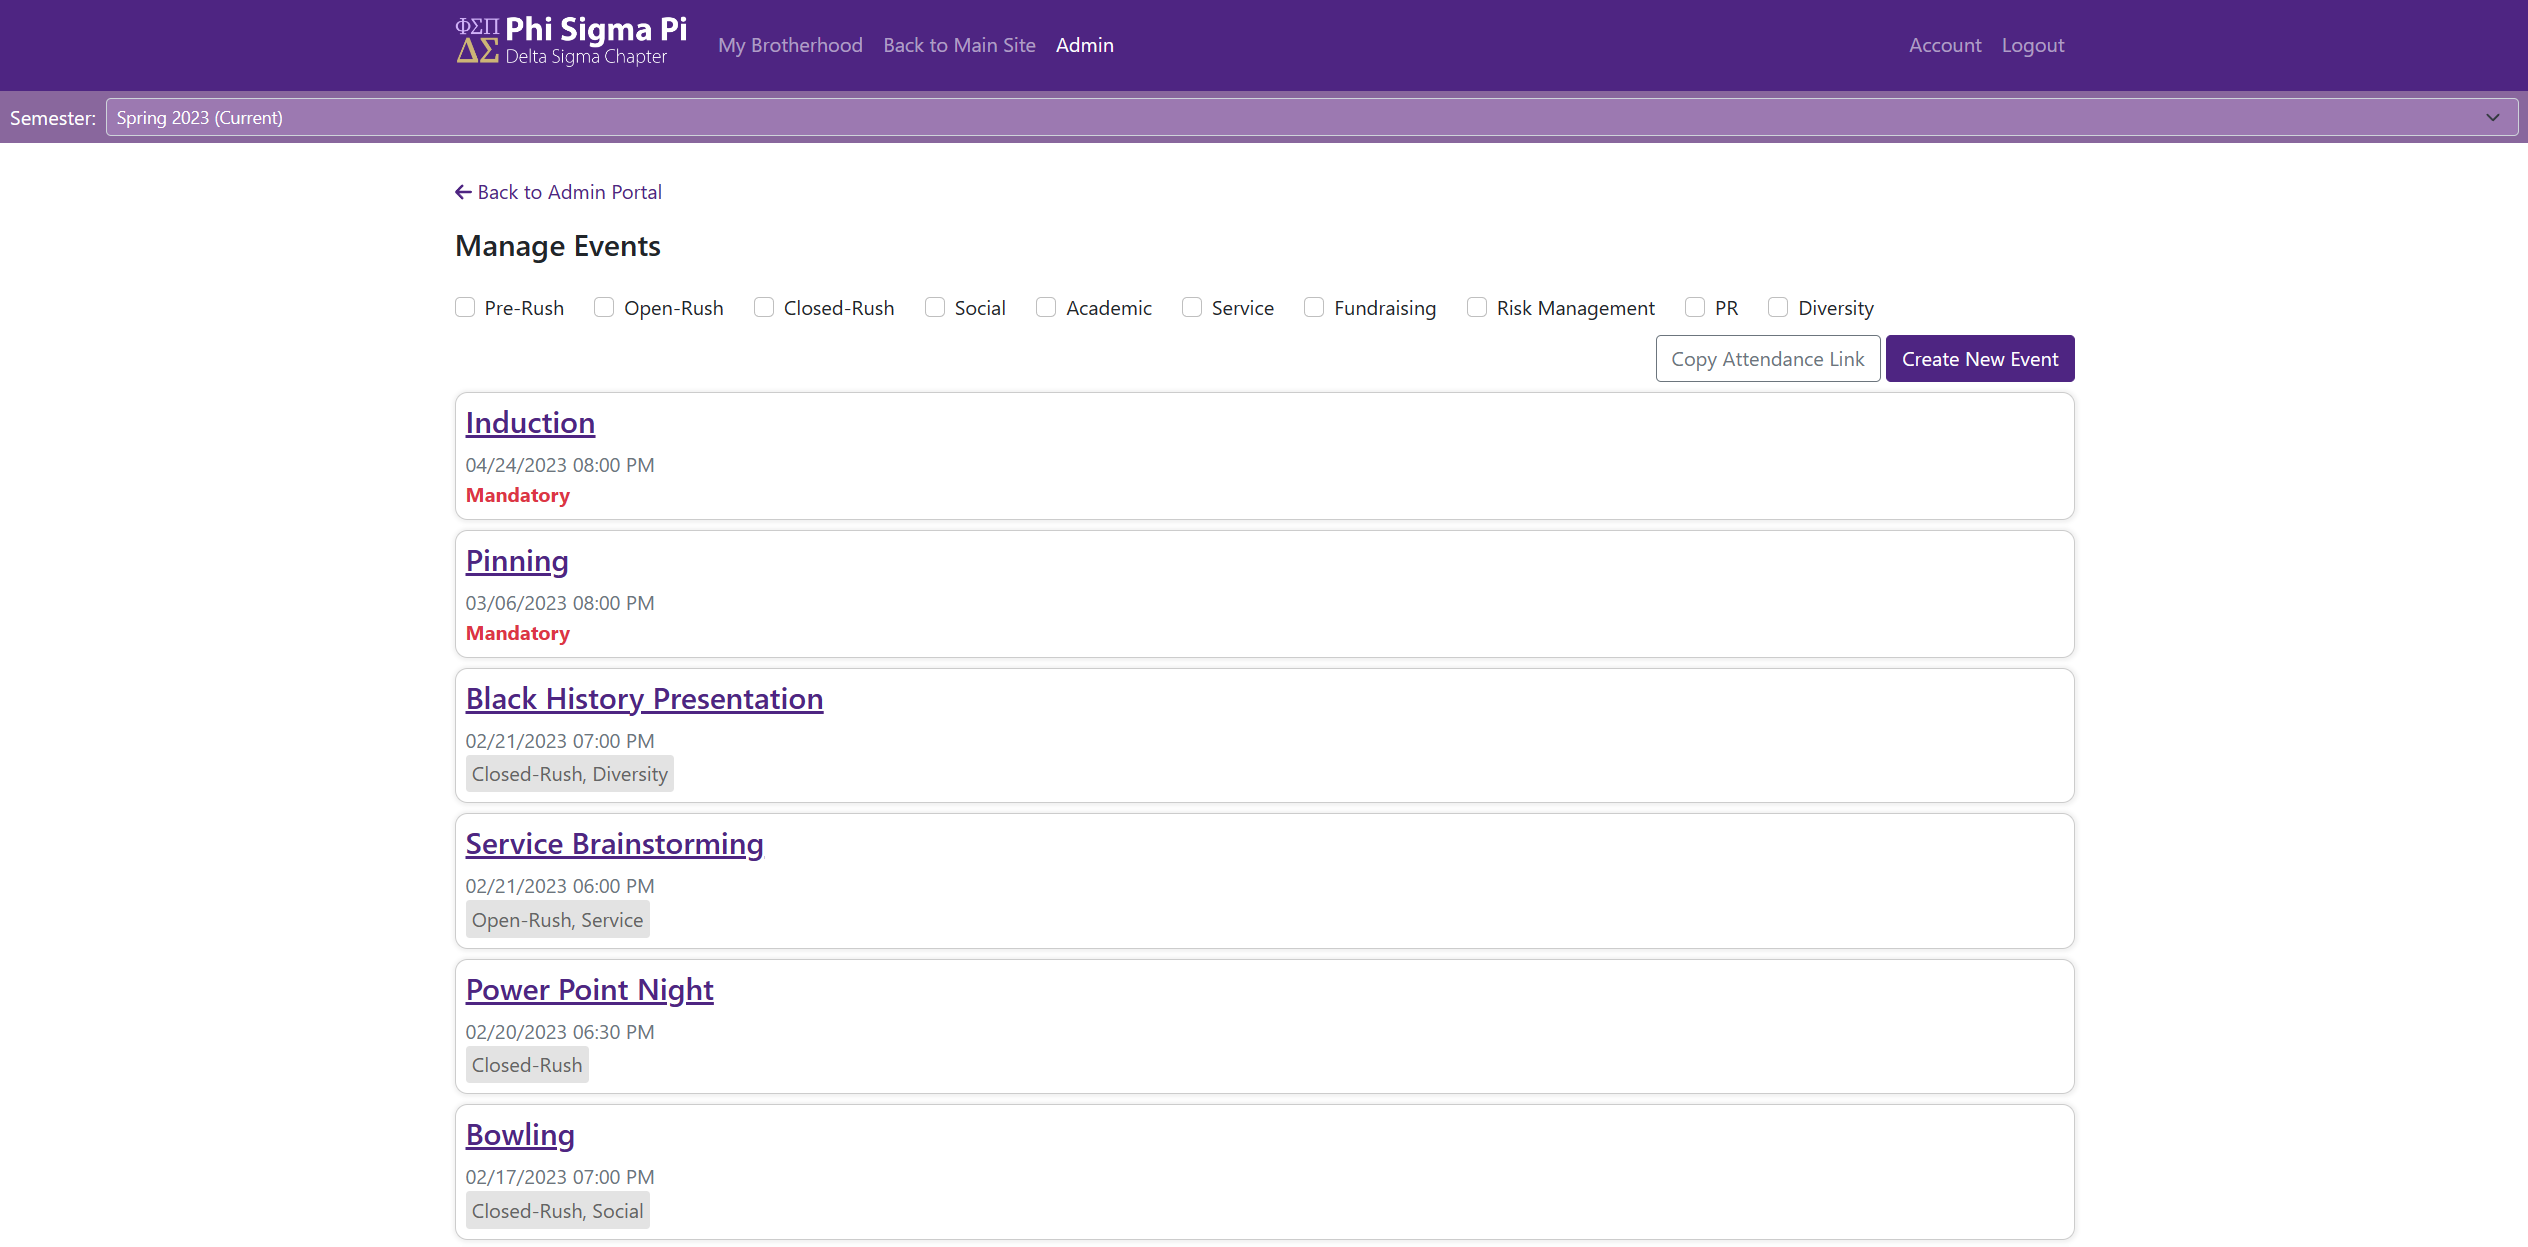 ΦΣΠ Phi Sigma Pi
ΔΣ Delta Sigma Chapter
My Brotherhood Back to Main Site Admin Account Logout
Semester: Spring 2023 (Current)
Back to Admin Portal
Manage Events
Pre-Rush Open-Rush Closed-Rush Social Academic Service Fundraising Risk Management PR Diversity
Copy Attendance Link Create New Event
Induction
04/24/2023 08:00 PM
Mandatory
Pinning
03/06/2023 08:00 PM
Mandatory
Black History Presentation
02/21/2023 07:00 PM
Closed-Rush, Diversity
Service Brainstorming
02/21/2023 06:00 PM
Open-Rush, Service
Power Point Night
02/20/2023 06:30 PM
Closed-Rush
Bowling
02/17/2023 07:00 PM
Closed-Rush, Social